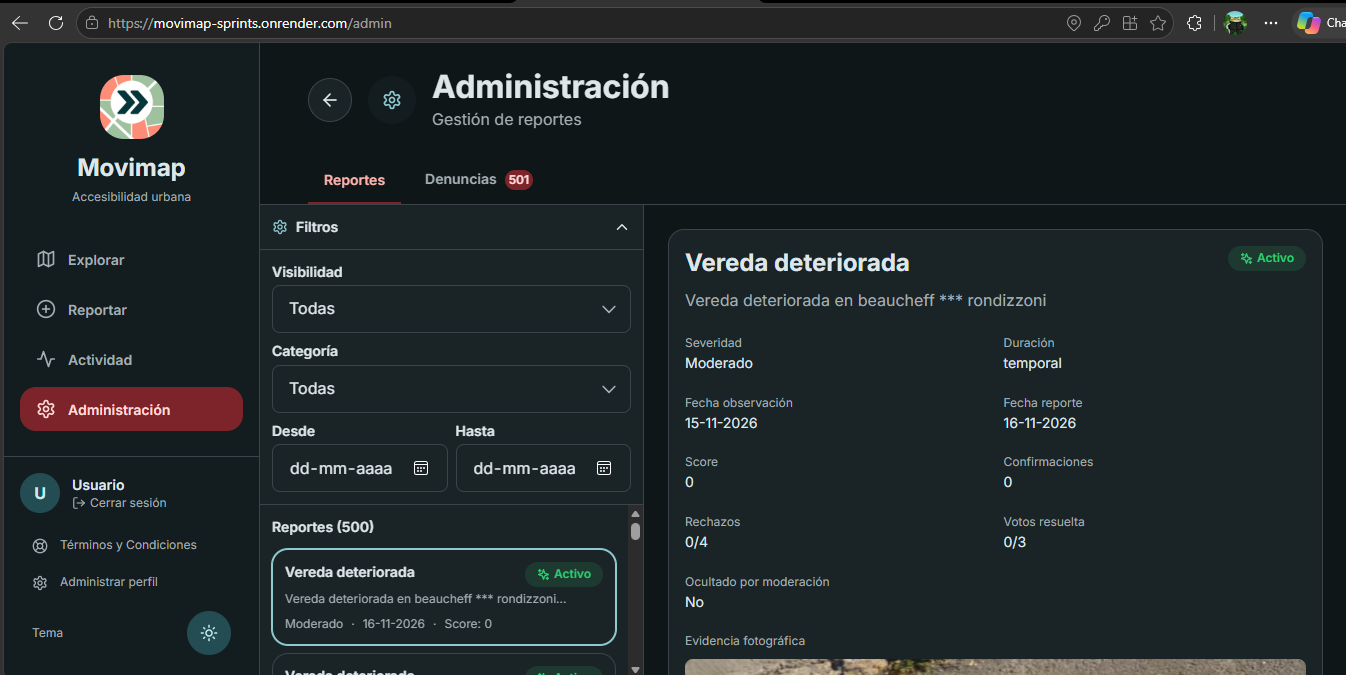 https://movimap-sprints.onrender.com/admin
Cha
Movimap
Accesibilidad urbana
Explorar
Reportar
Actividad
Administración
U
Usuario
Cerrar sesión
Términos y Condiciones
Administrar perfil
Tema
Administración
Gestión de reportes
Reportes
Denuncias 501
Filtros
Visibilidad
Todas
Categoría
Todas
Desde Hasta
dd-mm-aaaa dd-mm-aaaa
Reportes (500)
Vereda deteriorada Activo
Vereda deteriorada en beaucheff *** rondizzoni...
Moderado · 16-11-2026 · Score: 0
Vereda deteriorada Activo
Vereda deteriorada Activo
Vereda deteriorada en beaucheff *** rondizzoni
Severidad Duración
Moderado temporal
Fecha observación Fecha reporte
15-11-2026 16-11-2026
Score Confirmaciones
0 0
Rechazos Votos resuelta
0/4 0/3
Ocultado por moderación
No
Evidencia fotográfica